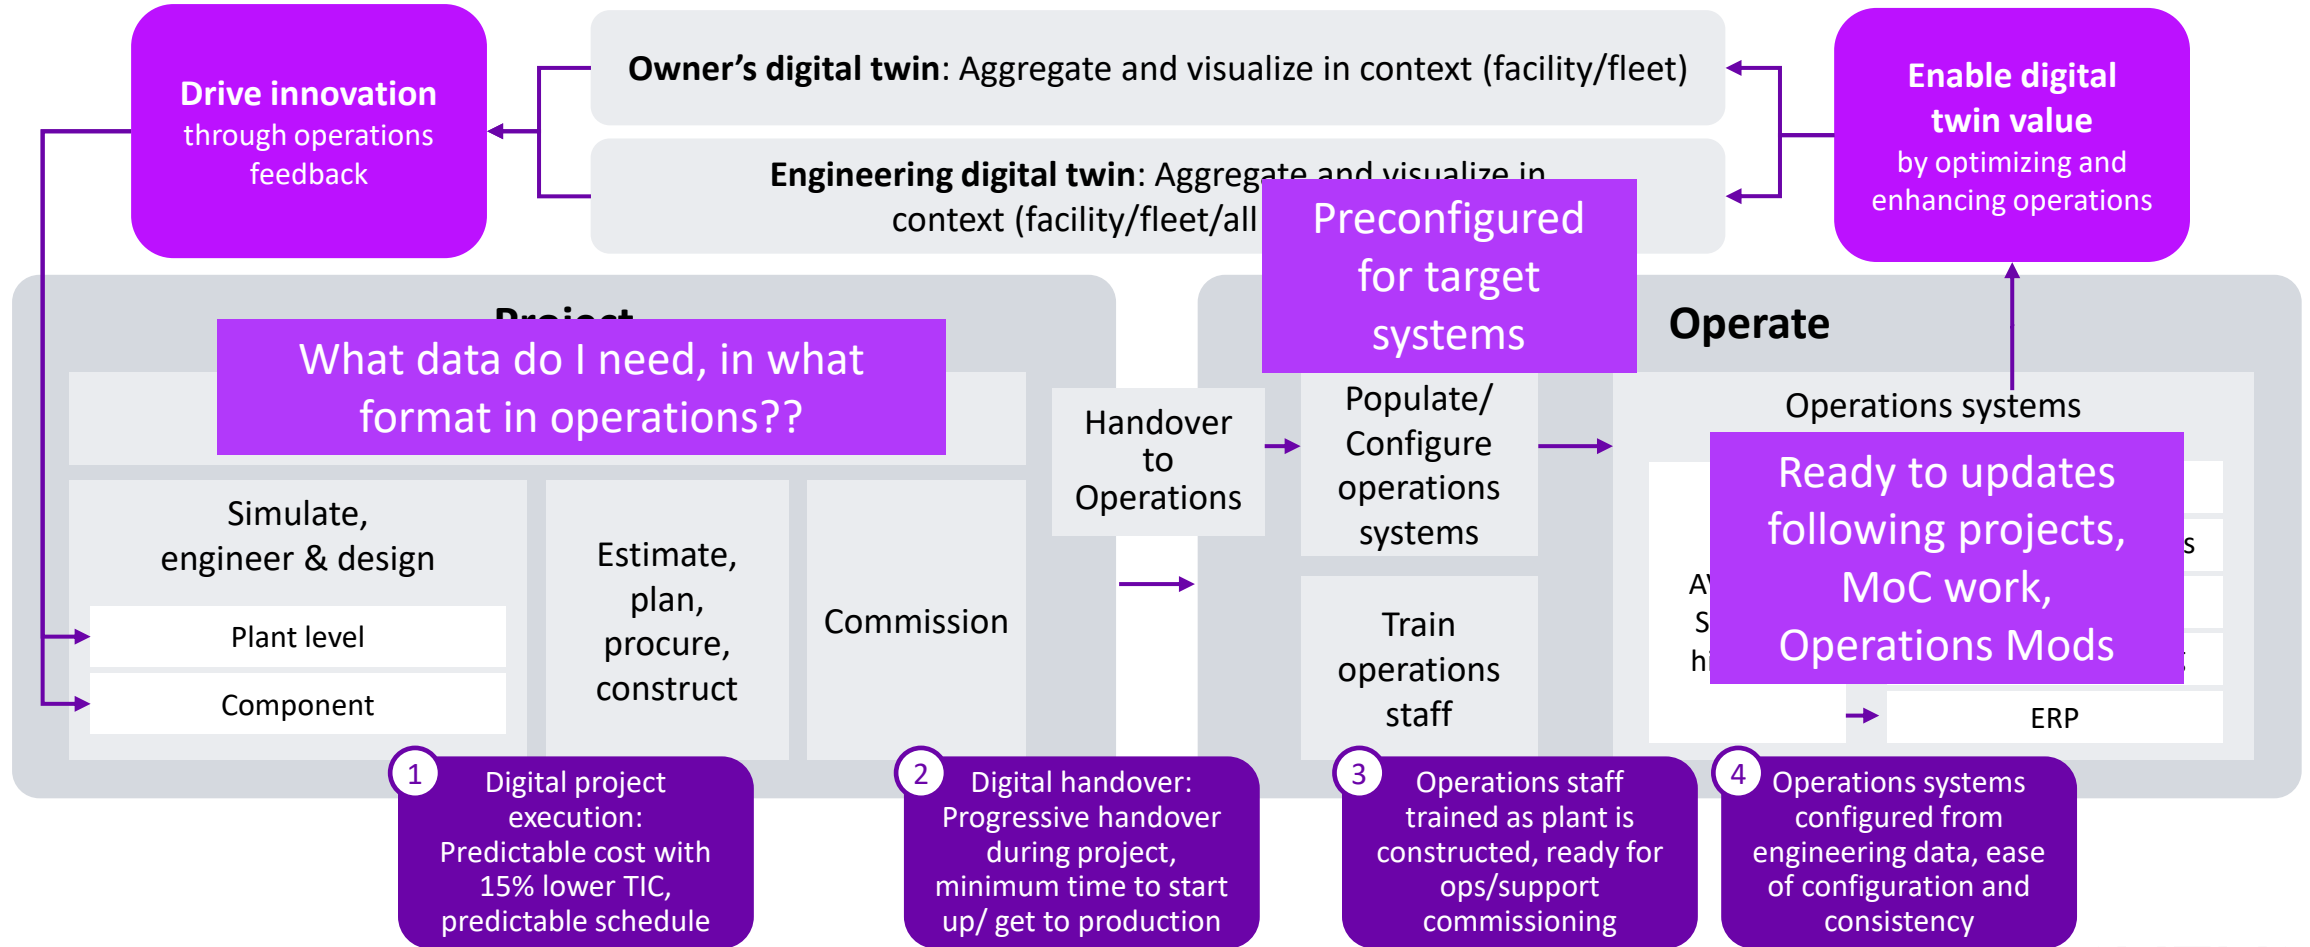 Drive innovation
through operations
feedback
Owner’s digital twin: Aggregate and visualize in context (facility/fleet)
Engineering digital twin: Aggregate and visualize in
context (facility/fleet/all
Enable digital
twin value
by optimizing and
enhancing operations
Project
What data do I need, in what
format in operations??
Simulate,
engineer & design
Plant level
Component
Estimate,
plan,
procure,
construct
Commission
Handover
to
Operations
Preconfigured
for target
systems
Operate
Populate/
Configure
operations
systems
Train
operations
staff
Operations systems
Ready to updates
following projects,
MoC work,
Operations Mods
ERP
1
Digital project
execution:
Predictable cost with
15% lower TIC,
predictable schedule
2
Digital handover:
Progressive handover
during project,
minimum time to start
up/ get to production
3
Operations staff
trained as plant is
constructed, ready for
ops/support
commissioning
4
Operations systems
configured from
engineering data, ease
of configuration and
consistency